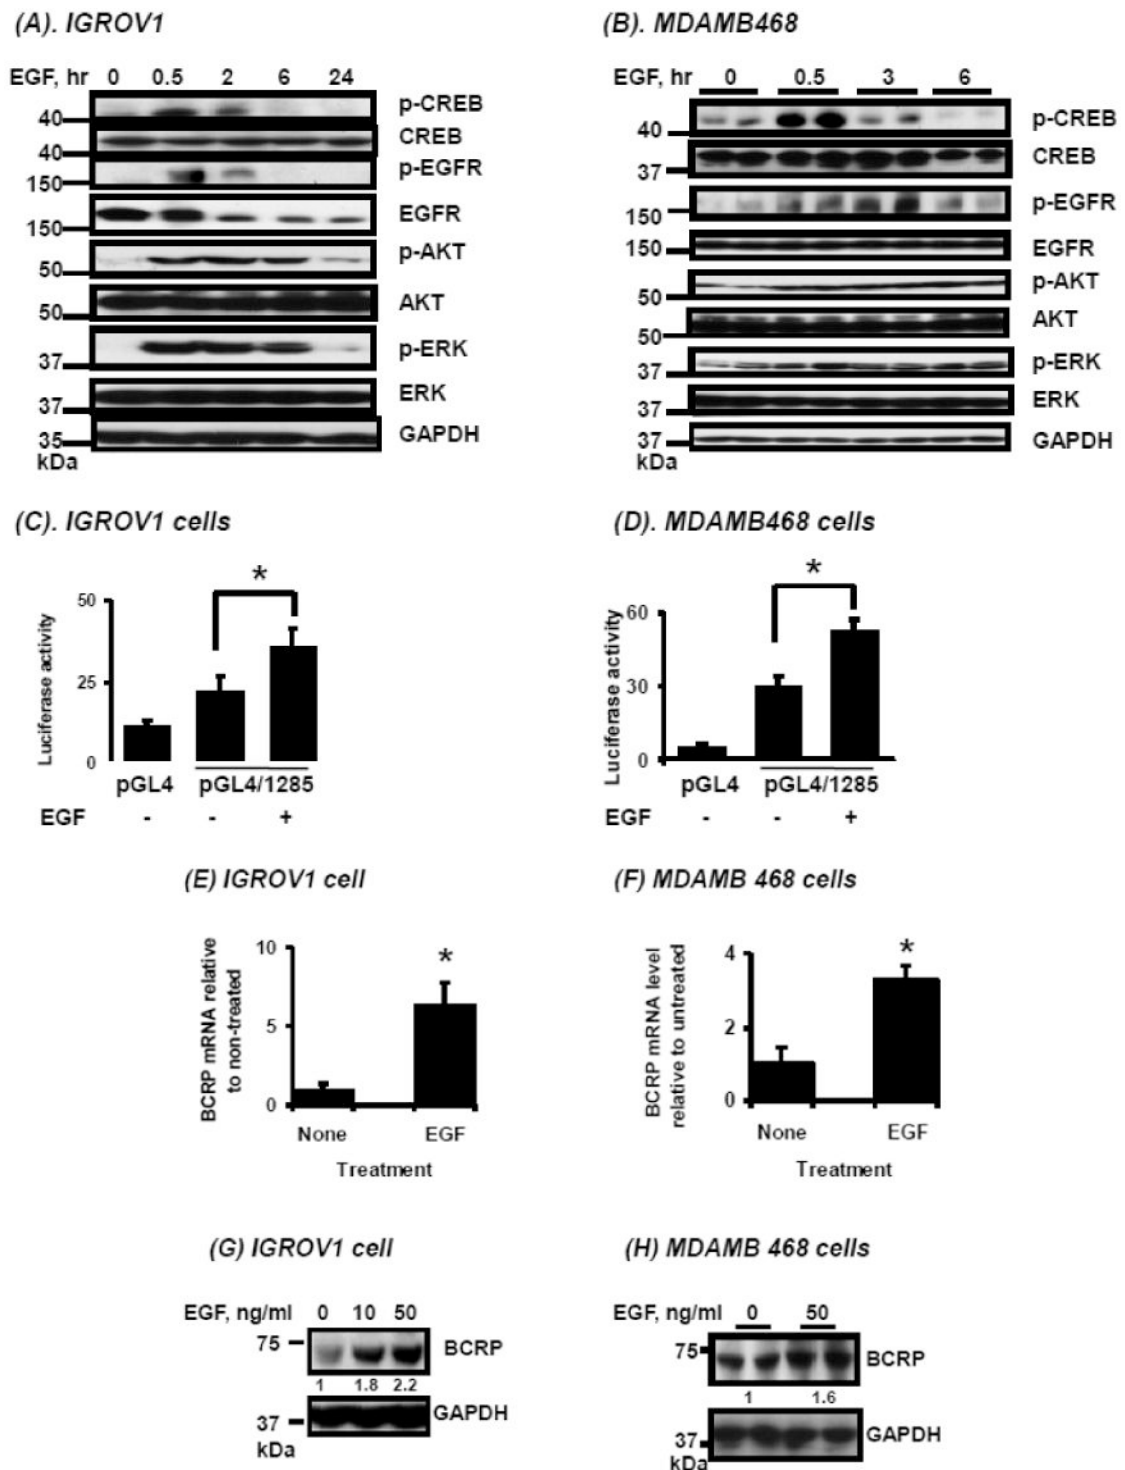 (A). IGROV1
EGF, hr 0 0.5 2 6 24
p-CREB
40
CREB
40
p-EGFR
150
EGFR
150
p-AKT
50
AKT
50
p-ERK
37
ERK
37
GAPDH
35
kDa
(B). MDAMB468
EGF, hr 0 0.5 3 6
p-CREB
40
CREB
37
p-EGFR
150
EGFR
150
p-AKT
50
AKT
50
p-ERK
37
ERK
37
GAPDH
37
kDa
(C). IGROV1 cells
*
50
25
0
Luciferase activity
pGL4 pGL4/1285
EGF - - +
(D). MDAMB468 cells
*
60
30
0
Luciferase activity
pGL4 pGL4/1285
EGF - - +
(E) IGROV1 cell
*
10
5
0
BCRP mRNA relative
to non-treated
None EGF
Treatment
(F) MDAMB 468 cells
*
4
2
0
BCRP mRNA level
relative to untreated
None EGF
Treatment
(G) IGROV1 cell
EGF, ng/ml 0 10 50
75
BCRP
1 1.8 2.2
GAPDH
37
kDa
(H) MDAMB 468 cells
EGF, ng/ml 0 50
75
BCRP
1 1.6
GAPDH
37
kDa